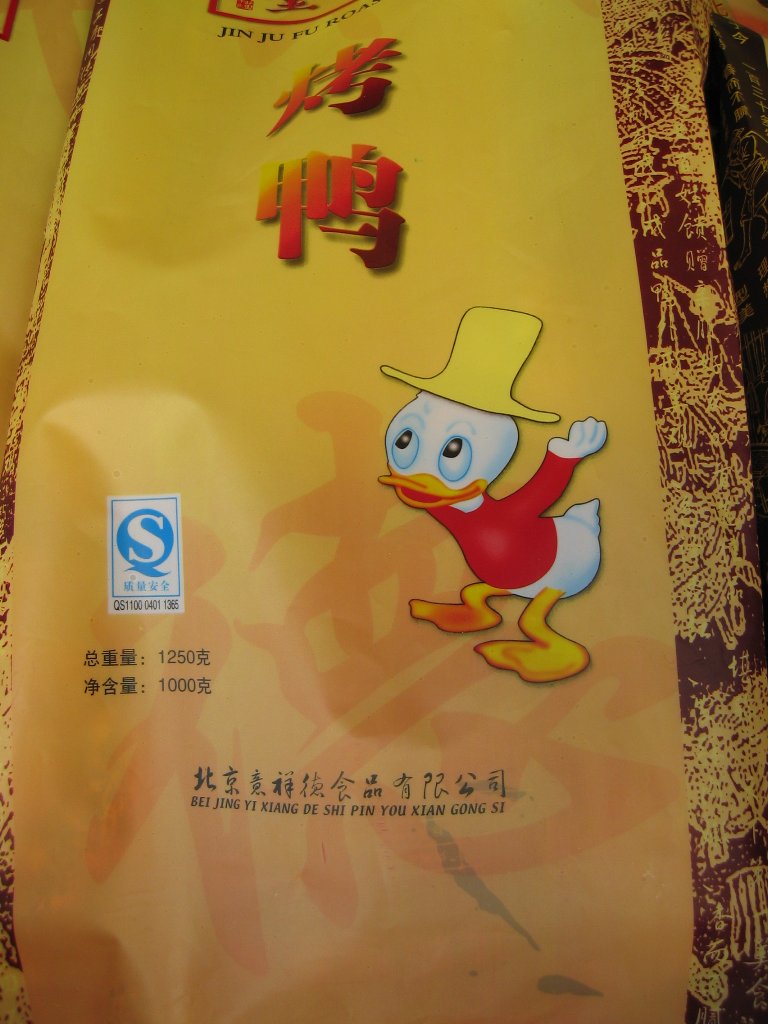 JIN JU FU ROAS
烤
鸭
质量安全
QS1100 0401 1365
总重量：1250克
净含量：1000克
北京意祥德食品有限公司
BEI JING YI XIANG DE SHI PIN YOU XIAN GONG SI